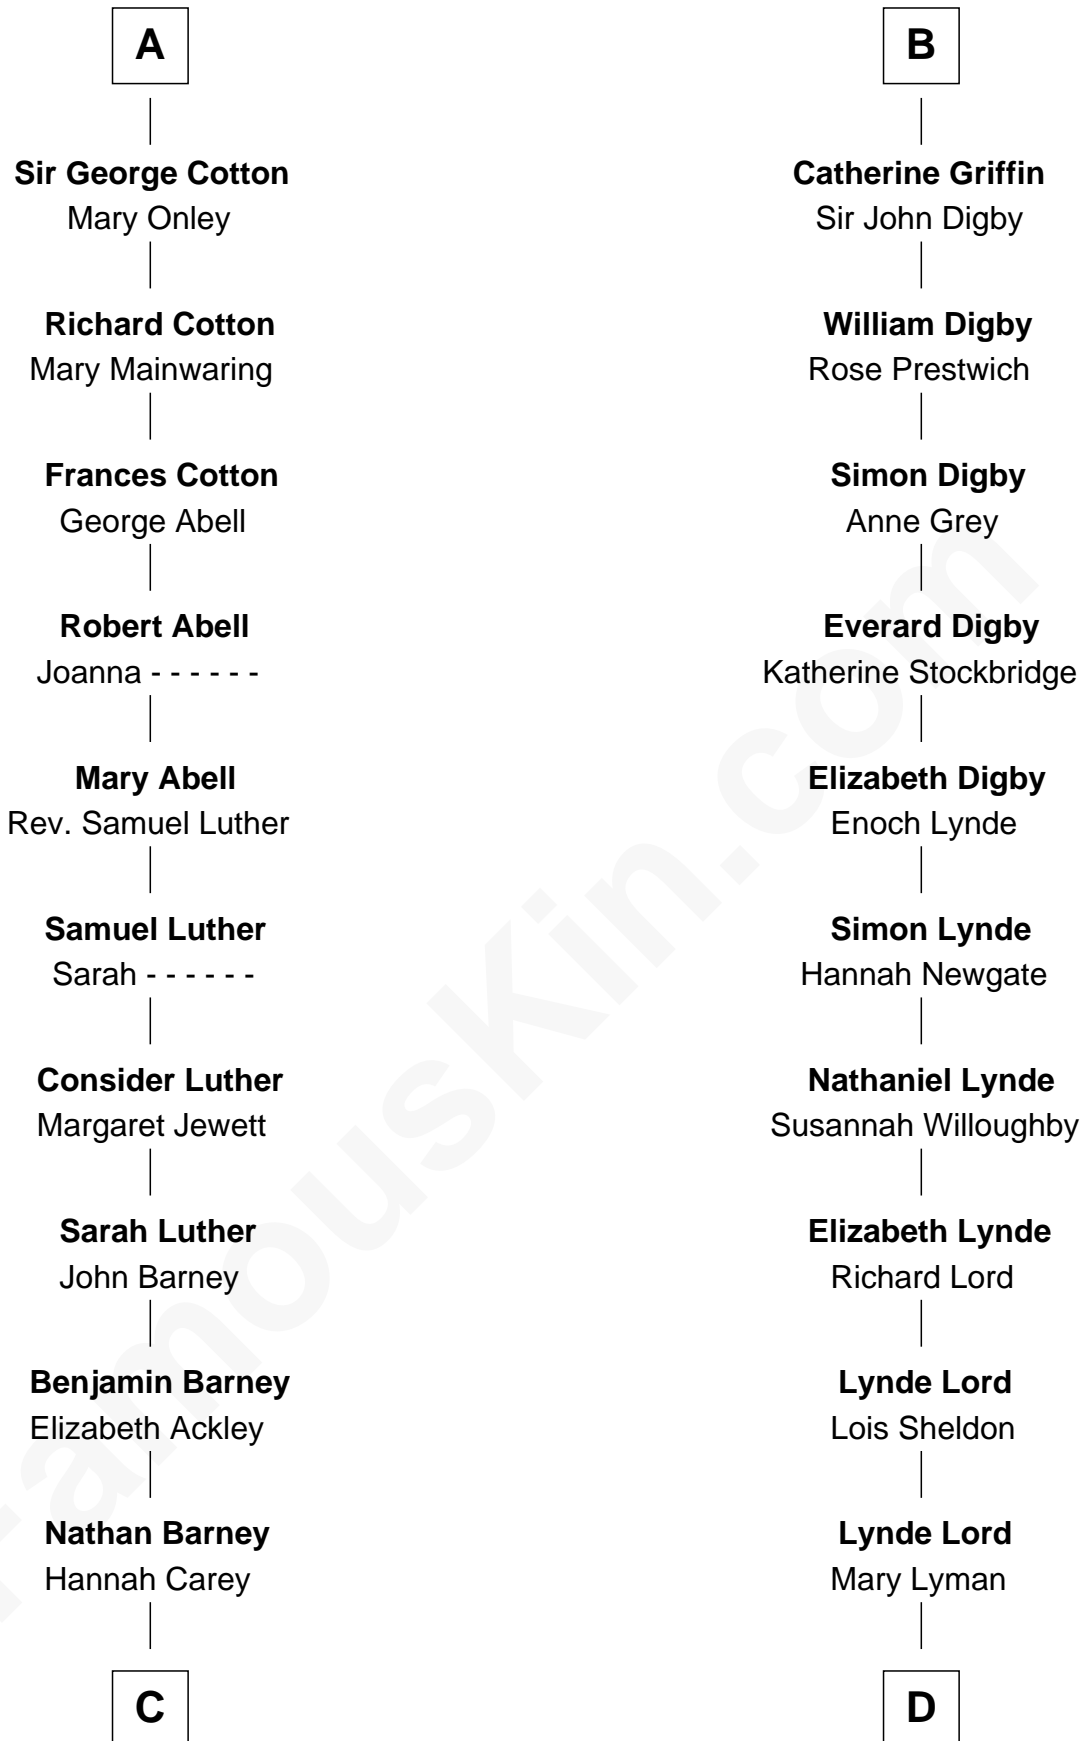 A
Sir George Cotton
Mary Onley
Richard Cotton
Mary Mainwaring
Frances Cotton
George Abell
Robert Abell
Joanna - - - - - -
Mary Abell
Rev. Samuel Luther
Samuel Luther
Sarah - - - - - -
Consider Luther
Margaret Jewett
Sarah Luther
John Barney
Benjamin Barney
Elizabeth Ackley
Nathan Barney
Hannah Carey
C
B
Catherine Griffin
Sir John Digby
William Digby
Rose Prestwich
Simon Digby
Anne Grey
Everard Digby
Katherine Stockbridge
Elizabeth Digby
Enoch Lynde
Simon Lynde
Hannah Newgate
Nathaniel Lynde
Susannah Willoughby
Elizabeth Lynde
Richard Lord
Lynde Lord
Lois Sheldon
Lynde Lord
Mary Lyman
D
FamousKin.com